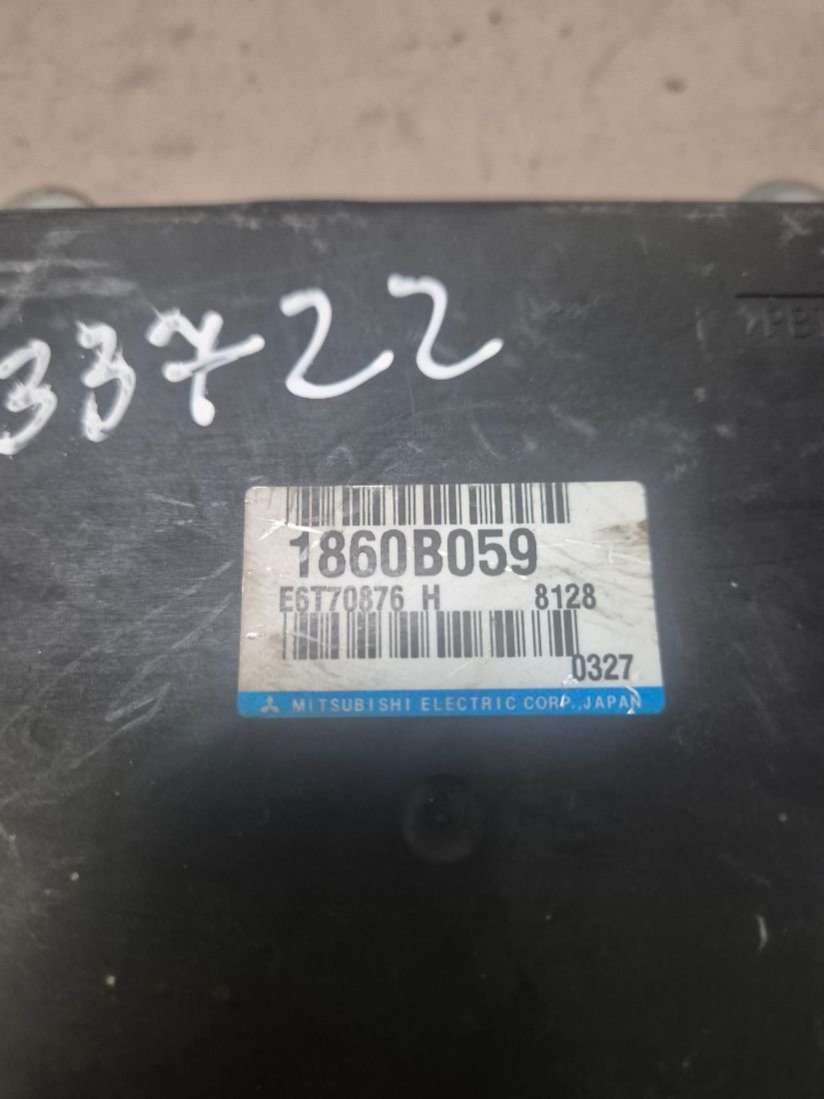 33722
1860B059
E6T70876 H 8128
0327
MITSUBISHI ELECTRIC CORP.,JAPAN